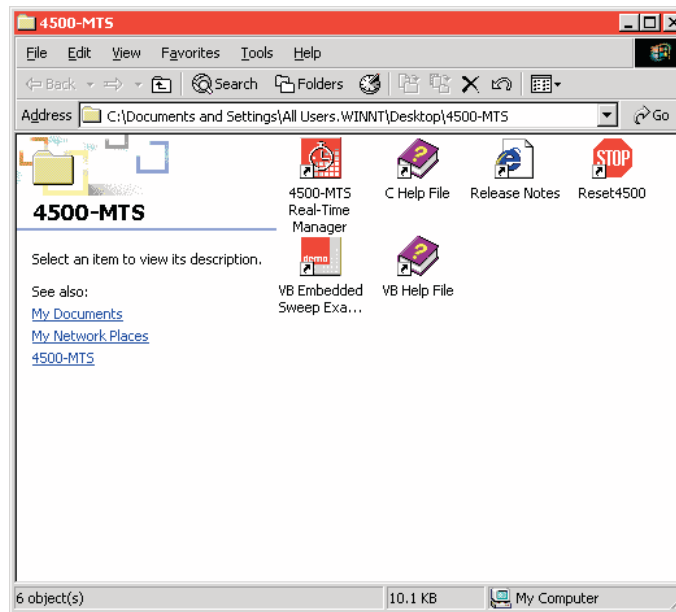 4500-MTS
File Edit View Favorites Tools Help
Back Search Folders
Address C:\Documents and Settings\All Users.WINNT\Desktop\4500-MTS Go
4500-MTS
Select an item to view its description.
See also:
My Documents
My Network Places
4500-MTS
4500-MTS
Real-Time
Manager
C Help File
Release Notes
STOP
Reset4500
demo
VB Embedded
Sweep Exa...
VB Help File
6 object(s) 10.1 KB My Computer